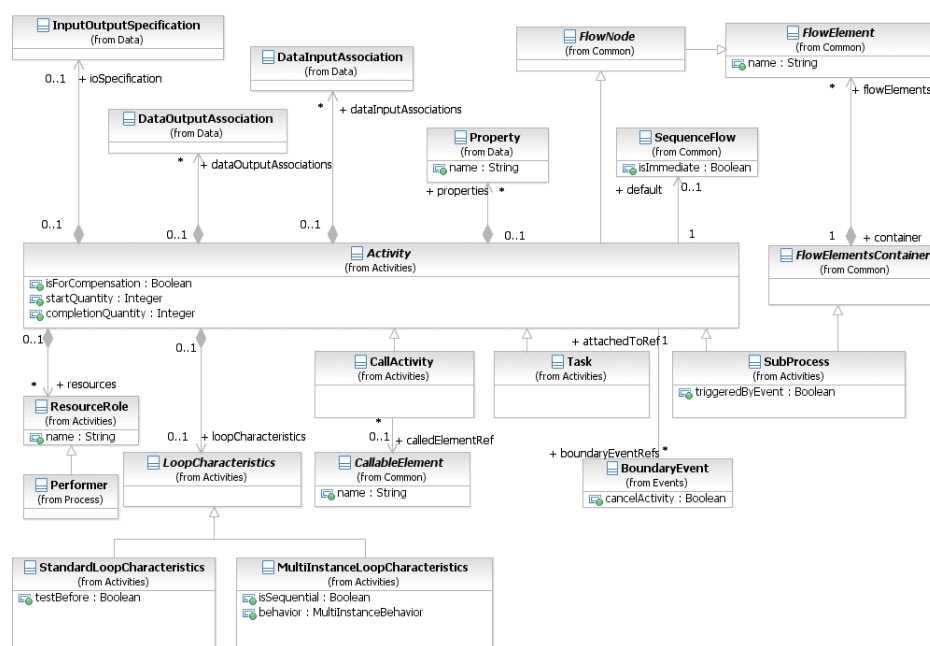 InputOutputSpecification
(from Data)
DataInputAssociation
(from Data)
FlowNode
(from Common)
FlowElement
(from Common)
name : String
0..1 + ioSpecification
* + dataInputAssociations
* + flowElements
DataOutputAssociation
(from Data)
* + dataOutputAssociations
Property
(from Data)
name : String
+ properties *
SequenceFlow
(from Common)
isImmediate : Boolean
+ default 0..1
0..1
0..1
0..1
0..1
1
1 + container
Activity
(from Activities)
isForCompensation : Boolean
startQuantity : Integer
completionQuantity : Integer
FlowElementsContainer
(from Common)
0..1
0..1
+ attachedToRef 1
* + resources
CallActivity
(from Activities)
Task
(from Activities)
SubProcess
(from Activities)
triggeredByEvent : Boolean
ResourceRole
(from Activities)
name : String
0..1 + loopCharacteristics
*
0..1 + calledElementRef
+ boundaryEventRefs *
Performer
(from Process)
LoopCharacteristics
(from Activities)
CallableElement
(from Common)
name : String
BoundaryEvent
(from Events)
cancelActivity : Boolean
StandardLoopCharacteristics
(from Activities)
testBefore : Boolean
MultiInstanceLoopCharacteristics
(from Activities)
isSequential : Boolean
behavior : MultiInstanceBehavior